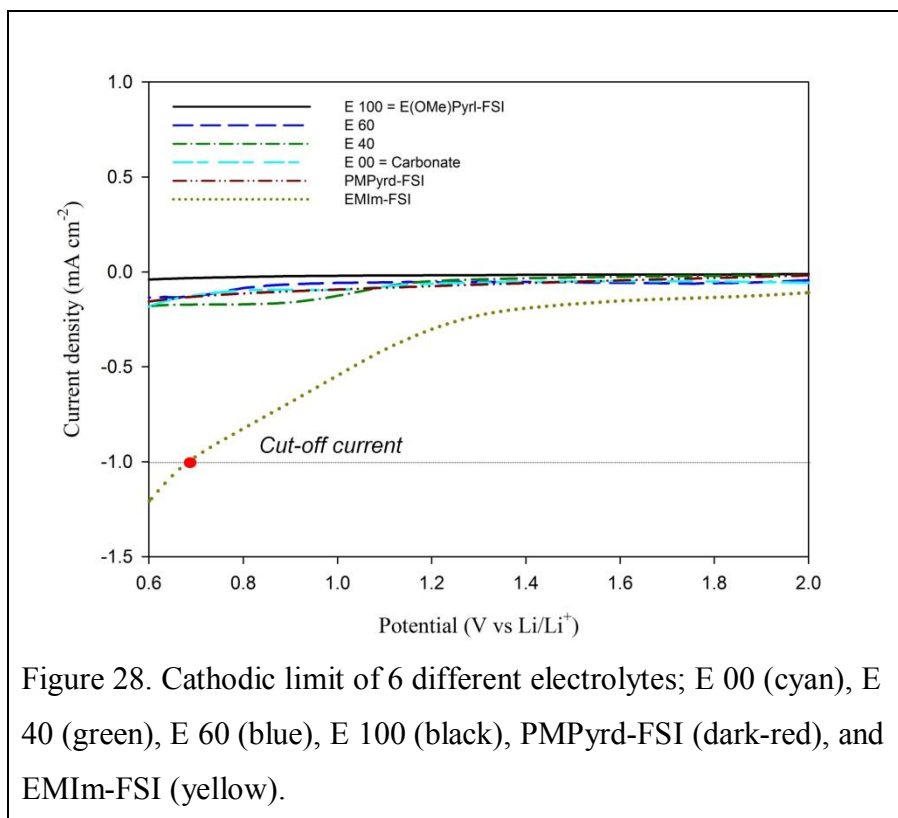 1.0
0.5
0.0
-0.5
-1.0
-1.5
Current density (mA cm⁻²)
E 100 = E(OMe)Pyrl-FSI
E 60
E 40
E 00 = Carbonate
PMPyrd-FSI
EMIm-FSI
Cut-off current
0.6 0.8 1.0 1.2 1.4 1.6 1.8 2.0
Potential (V vs Li/Li⁺)
Figure 28. Cathodic limit of 6 different electrolytes; E 00 (cyan), E
40 (green), E 60 (blue), E 100 (black), PMPyrd-FSI (dark-red), and
EMIm-FSI (yellow).